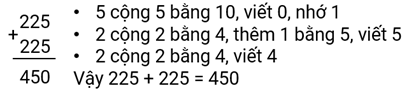 225
+
225
450
• 5 cộng 5 bằng 10, viết 0, nhớ 1
• 2 cộng 2 bằng 4, thêm 1 bằng 5, viết 5
• 2 cộng 2 bằng 4, viết 4
Vậy 225 + 225 = 450